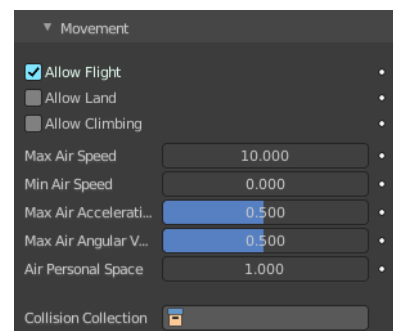 Movement
Allow Flight
Allow Land
Allow Climbing
Max Air Speed 10.000
Min Air Speed 0.000
Max Air Accelerati... 0.500
Max Air Angular V... 0.500
Air Personal Space 1.000
Collision Collection